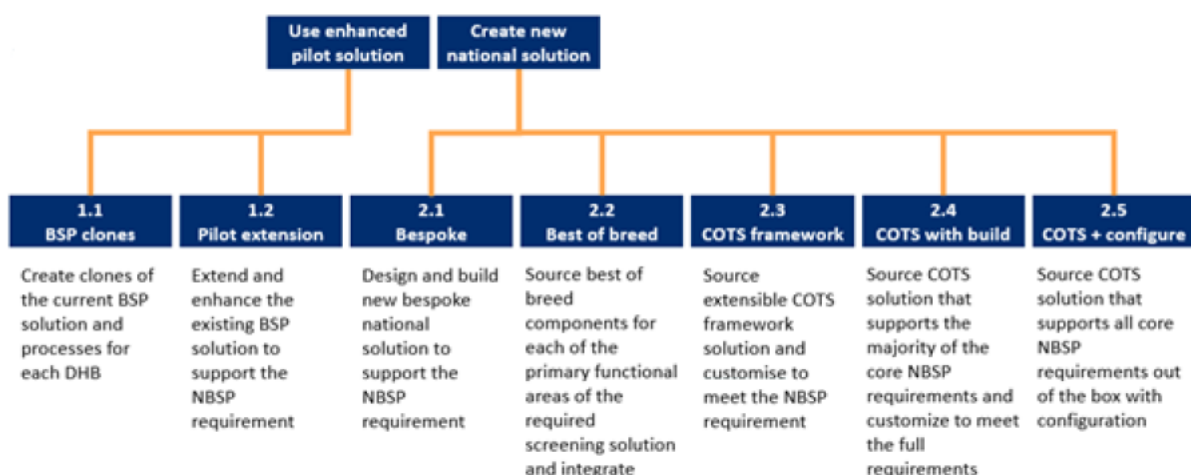 Use enhanced
pilot solution
Create new
national solution
1.1
BSP clones
1.2
Pilot extension
2.1
Bespoke
2.2
Best of breed
2.3
COTS framework
2.4
COTS with build
2.5
COTS + configure
Create clones of
the current BSP
solution and
processes for
each DHB
Extend and
enhance the
existing BSP
solution to
support the
NBSP
requirement
Design and build
new bespoke
national
solution to
support the
NBSP
requirement
Source best of
breed
components for
each of the
primary functional
areas of the
required
screening solution
and integrate
Source
extensible COTS
framework
solution and
customise to
meet the NBSP
requirement
Source COTS
solution that
supports the
majority of the
core NBSP
requirements and
customize to meet
the full
requirements
Source COTS
solution that
supports all core
NBSP
requirements out
of the box with
configuration